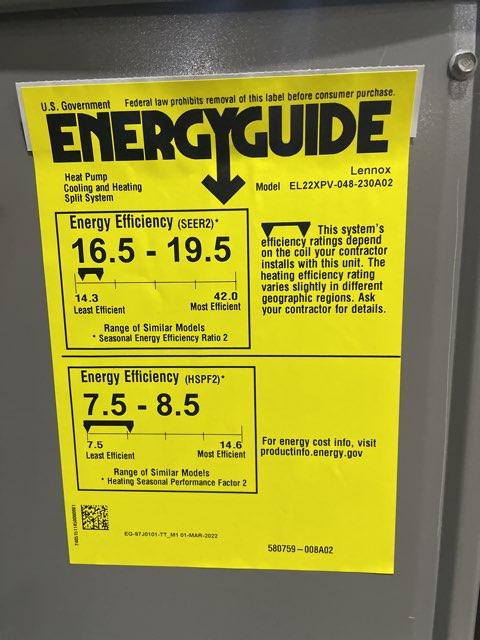 U.S. Government Federal law prohibits removal of this label before consumer purchase.
ENERGYGUIDE
Heat Pump
Cooling and Heating
Split System
Lennox
Model EL22XPV-048-230A02
Energy Efficiency (SEER2)*
16.5 - 19.5
14.3 42.0
Least Efficient Most Efficient
Range of Similar Models
* Seasonal Energy Efficiency Ratio 2
This system's
efficiency ratings depend
on the coil your contractor
installs with this unit. The
heating efficiency rating
varies slightly in different
geographic regions. Ask
your contractor for details.
Energy Efficiency (HSPF2)*
7.5 - 8.5
7.5 14.6
Least Efficient Most Efficient
Range of Similar Models
* Heating Seasonal Performance Factor 2
For energy cost info, visit
productinfo.energy.gov
EG-97J0101-TT_M1 01-MAR-2022
580759-008A02